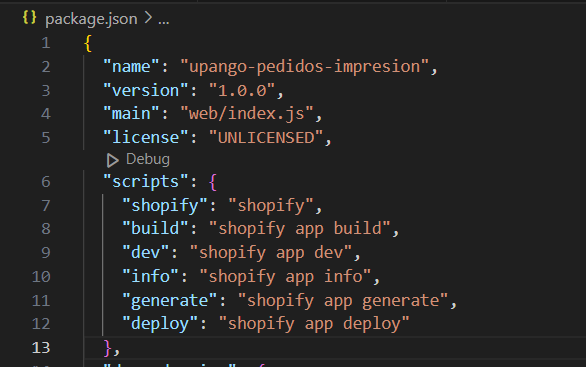 package.json > ...
1 {
2 "name": "upango-pedidos-impresion",
3 "version": "1.0.0",
4 "main": "web/index.js",
5 "license": "UNLICENSED",
Debug
6 "scripts": {
7 "shopify": "shopify",
8 "build": "shopify app build",
9 "dev": "shopify app dev",
10 "info": "shopify app info",
11 "generate": "shopify app generate",
12 "deploy": "shopify app deploy"
13 },